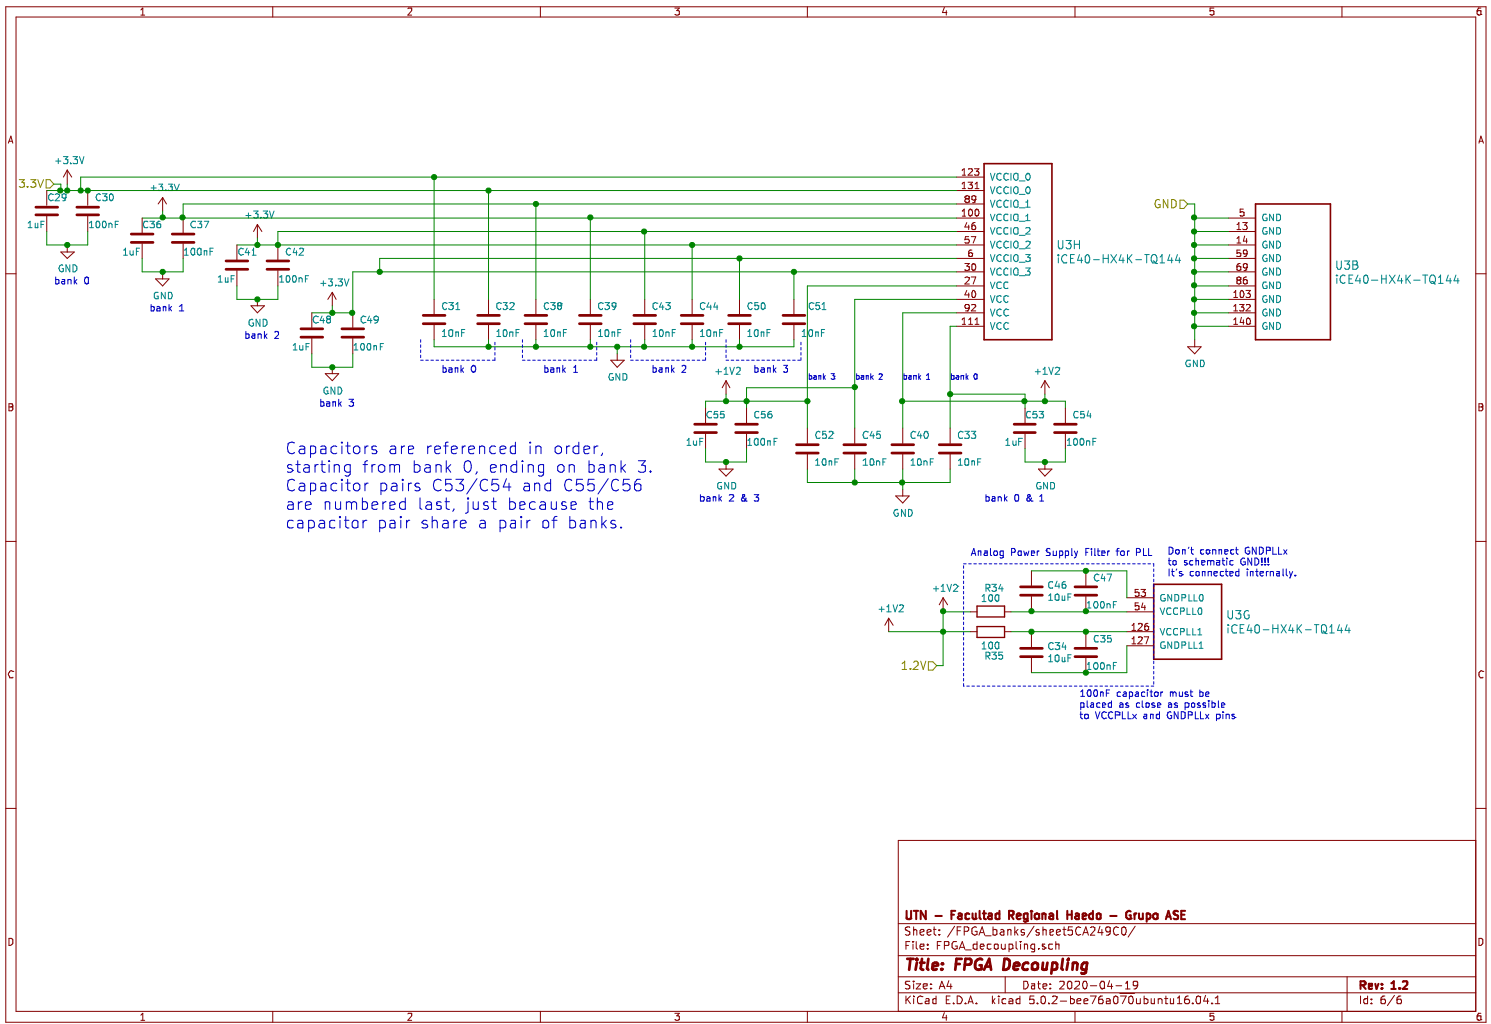 1 2 3 4 5 6
A A
+3.3V
3.3V
C29 C30
1uF 100nF
GND
bank 0
+3.3V
C36 C37
1uF 100nF
GND
bank 1
+3.3V
C41 C42
1uF 100nF
GND
bank 2
+3.3V
C48 C49
1uF 100nF
GND
bank 3
C31 C32 C38 C39 C43 C44 C50 C51
10nF 10nF 10nF 10nF 10nF 10nF 10nF 10nF
bank 0 bank 1 GND bank 2 bank 3
123 VCCIO_0
131 VCCIO_0
89 VCCIO_1
100 VCCIO_1
46 VCCIO_2
57 VCCIO_2
6 VCCIO_3
30 VCCIO_3
27 VCC
40 VCC
92 VCC
111 VCC
U3H
iCE40-HX4K-TQ144
GND
5 GND
13 GND
14 GND
59 GND
69 GND
86 GND
103 GND
132 GND
140 GND
GND
U3B
iCE40-HX4K-TQ144
B B
+1V2 bank 3 bank 2 bank 1 bank 0 +1V2
C55 C56
1uF 100nF
GND
bank 2 & 3
C52 C45 C40 C33
10nF 10nF 10nF 10nF
GND
C53 C54
1uF 100nF
GND
bank 0 & 1
Capacitors are referenced in order,
starting from bank 0, ending on bank 3.
Capacitor pairs C53/C54 and C55/C56
are numbered last, just because the
capacitor pair share a pair of banks.
Analog Power Supply Filter for PLL
Don't connect GNDPLLx
to schematic GND!!!
It's connected internally.
+1V2
+1V2
1.2V
R34
100
100
R35
C46
10uF
C47
100nF
C34
10uF
C35
100nF
53 GNDPLL0
54 VCCPLL0
126 VCCPLL1
127 GNDPLL1
U3G
iCE40-HX4K-TQ144
100nF capacitor must be
placed as close as possible
to VCCPLLx and GNDPLLx pins
C C
D D
UTN – Facultad Regional Haedo – Grupo ASE
Sheet: /FPGA_banks/sheet5CA249C0/
File: FPGA_decoupling.sch
Title: FPGA Decoupling
Size: A4 Date: 2020-04-19 Rev: 1.2
KiCad E.D.A. kicad 5.0.2-bee76a070ubuntu16.04.1 Id: 6/6
1 2 3 4 5 6